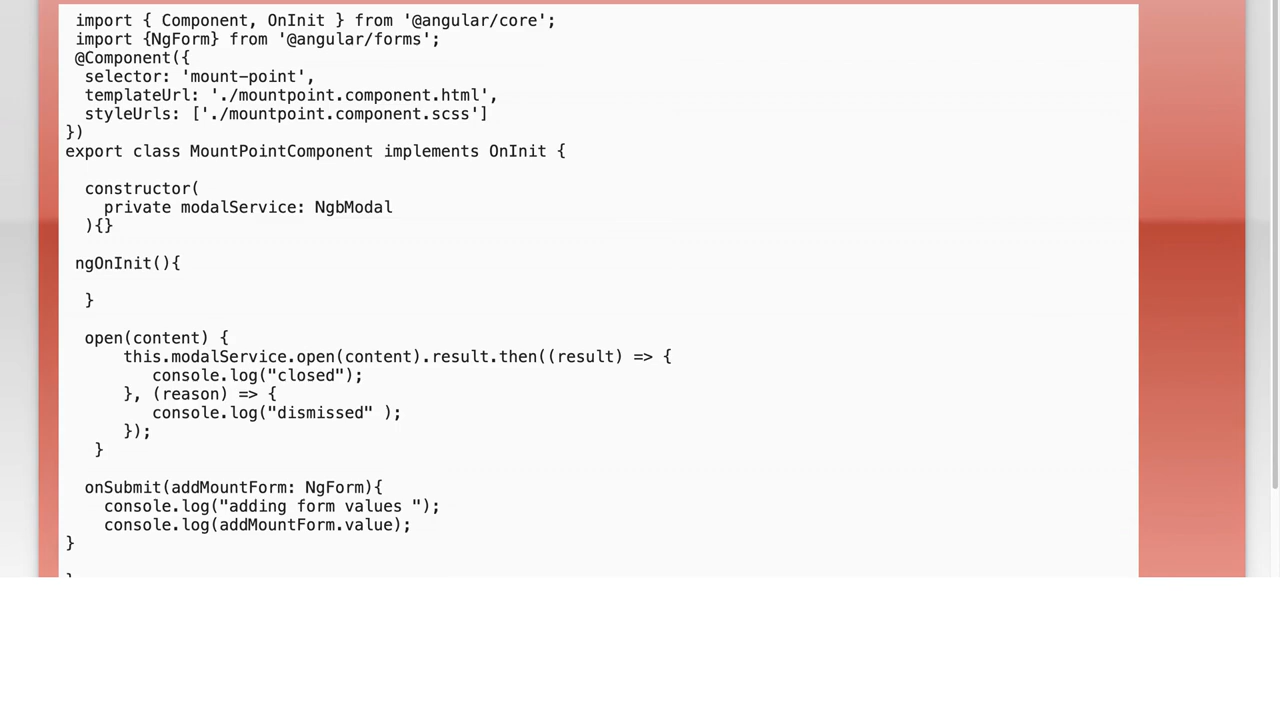 import { Component, OnInit } from '@angular/core';
import {NgForm} from '@angular/forms';
@Component({
selector: 'mount-point',
templateUrl: './mountpoint.component.html',
styleUrls: ['./mountpoint.component.scss']
})
export class MountPointComponent implements OnInit {
constructor(
private modalService: NgbModal
){}
ngOnInit(){
}
open(content) {
this.modalService.open(content).result.then((result) => {
console.log("closed");
}, (reason) => {
console.log("dismissed" );
});
}
onSubmit(addMountForm: NgForm){
console.log("adding form values ");
console.log(addMountForm.value);
}